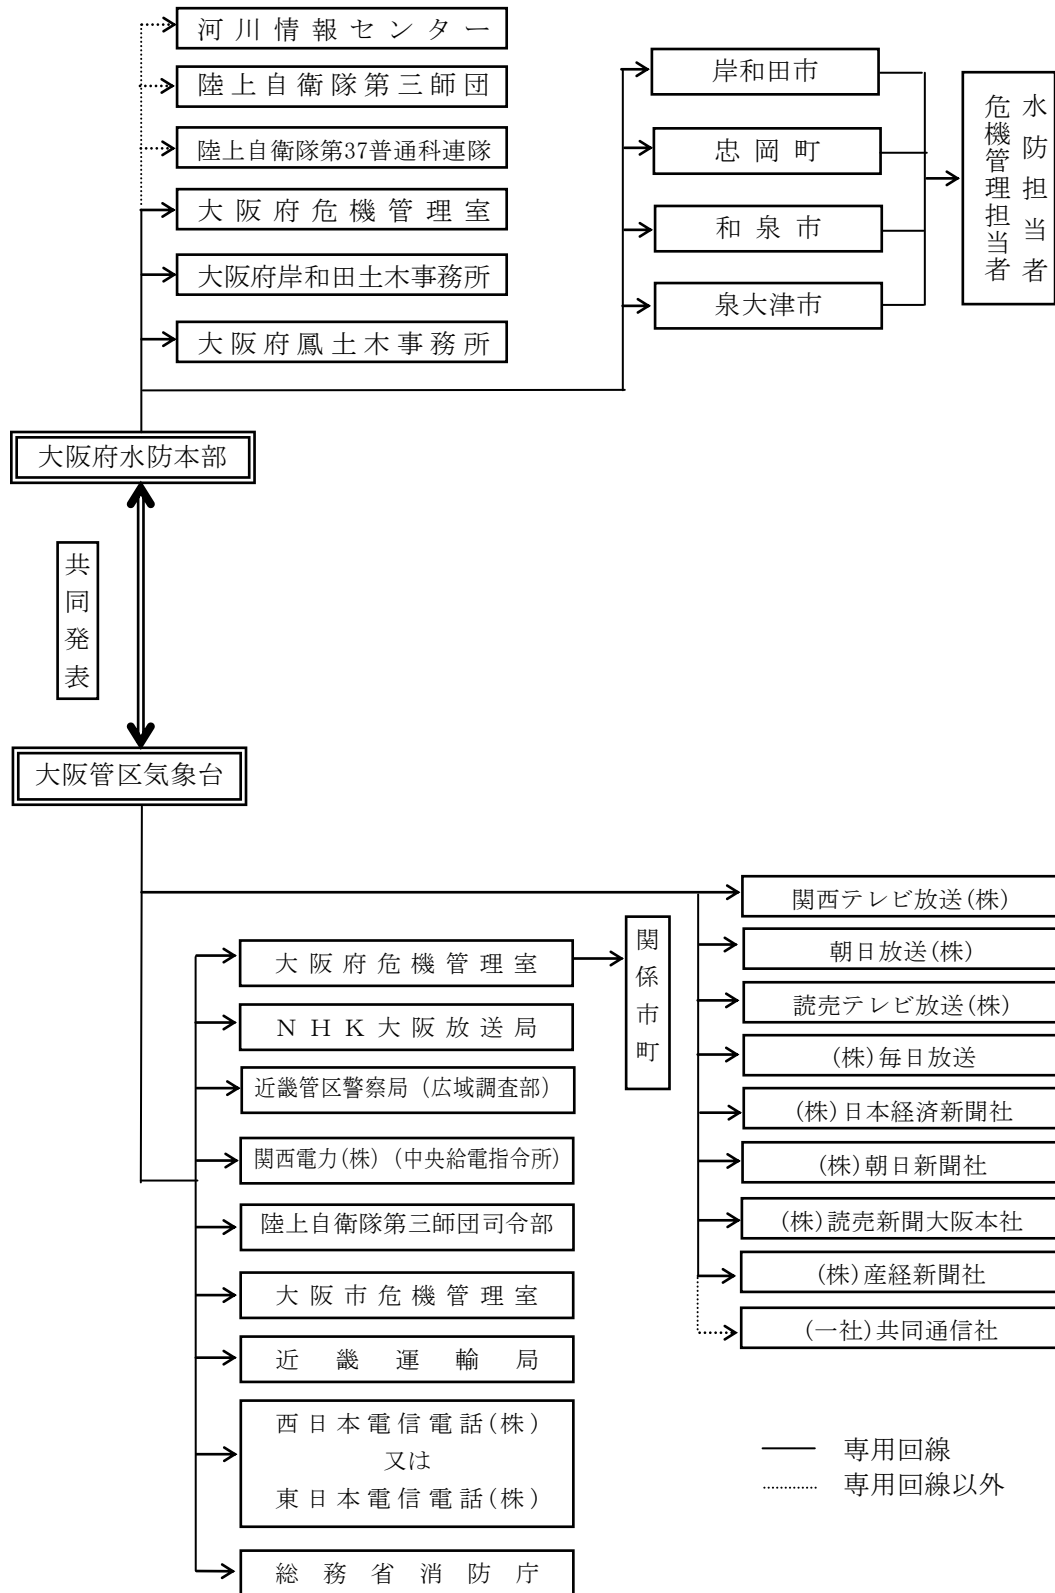 河川情報センター
陸上自衛隊第三師団
陸上自衛隊第37普通科連隊
大阪府危機管理室
大阪府岸和田土木事務所
大阪府鳳土木事務所
岸和田市
忠岡町
和泉市
泉大津市
水防担当者
危機管理担当者
大阪府水防本部
共同発表
大阪管区気象台
大阪府危機管理室
NHK大阪放送局
近畿管区警察局（広域調査部）
関西電力(株)（中央給電指令所）
陸上自衛隊第三師団司令部
大阪市危機管理室
近畿運輸局
西日本電信電話(株)
又は
東日本電信電話(株)
総務省消防庁
関係市町
関西テレビ放送(株)
朝日放送(株)
読売テレビ放送(株)
(株)毎日放送
(株)日本経済新聞社
(株)朝日新聞社
(株)読売新聞大阪本社
(株)産経新聞社
(一社)共同通信社
専用回線
専用回線以外